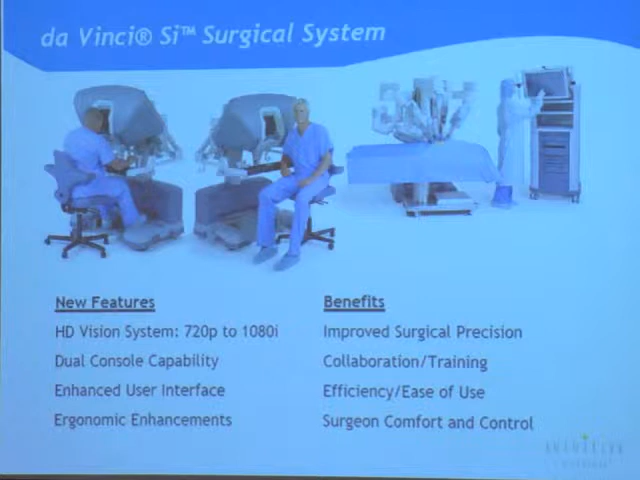 da Vinci® Si™ Surgical System
New Features
HD Vision System: 720p to 1080i
Dual Console Capability
Enhanced User Interface
Ergonomic Enhancements
Benefits
Improved Surgical Precision
Collaboration/Training
Efficiency/Ease of Use
Surgeon Comfort and Control